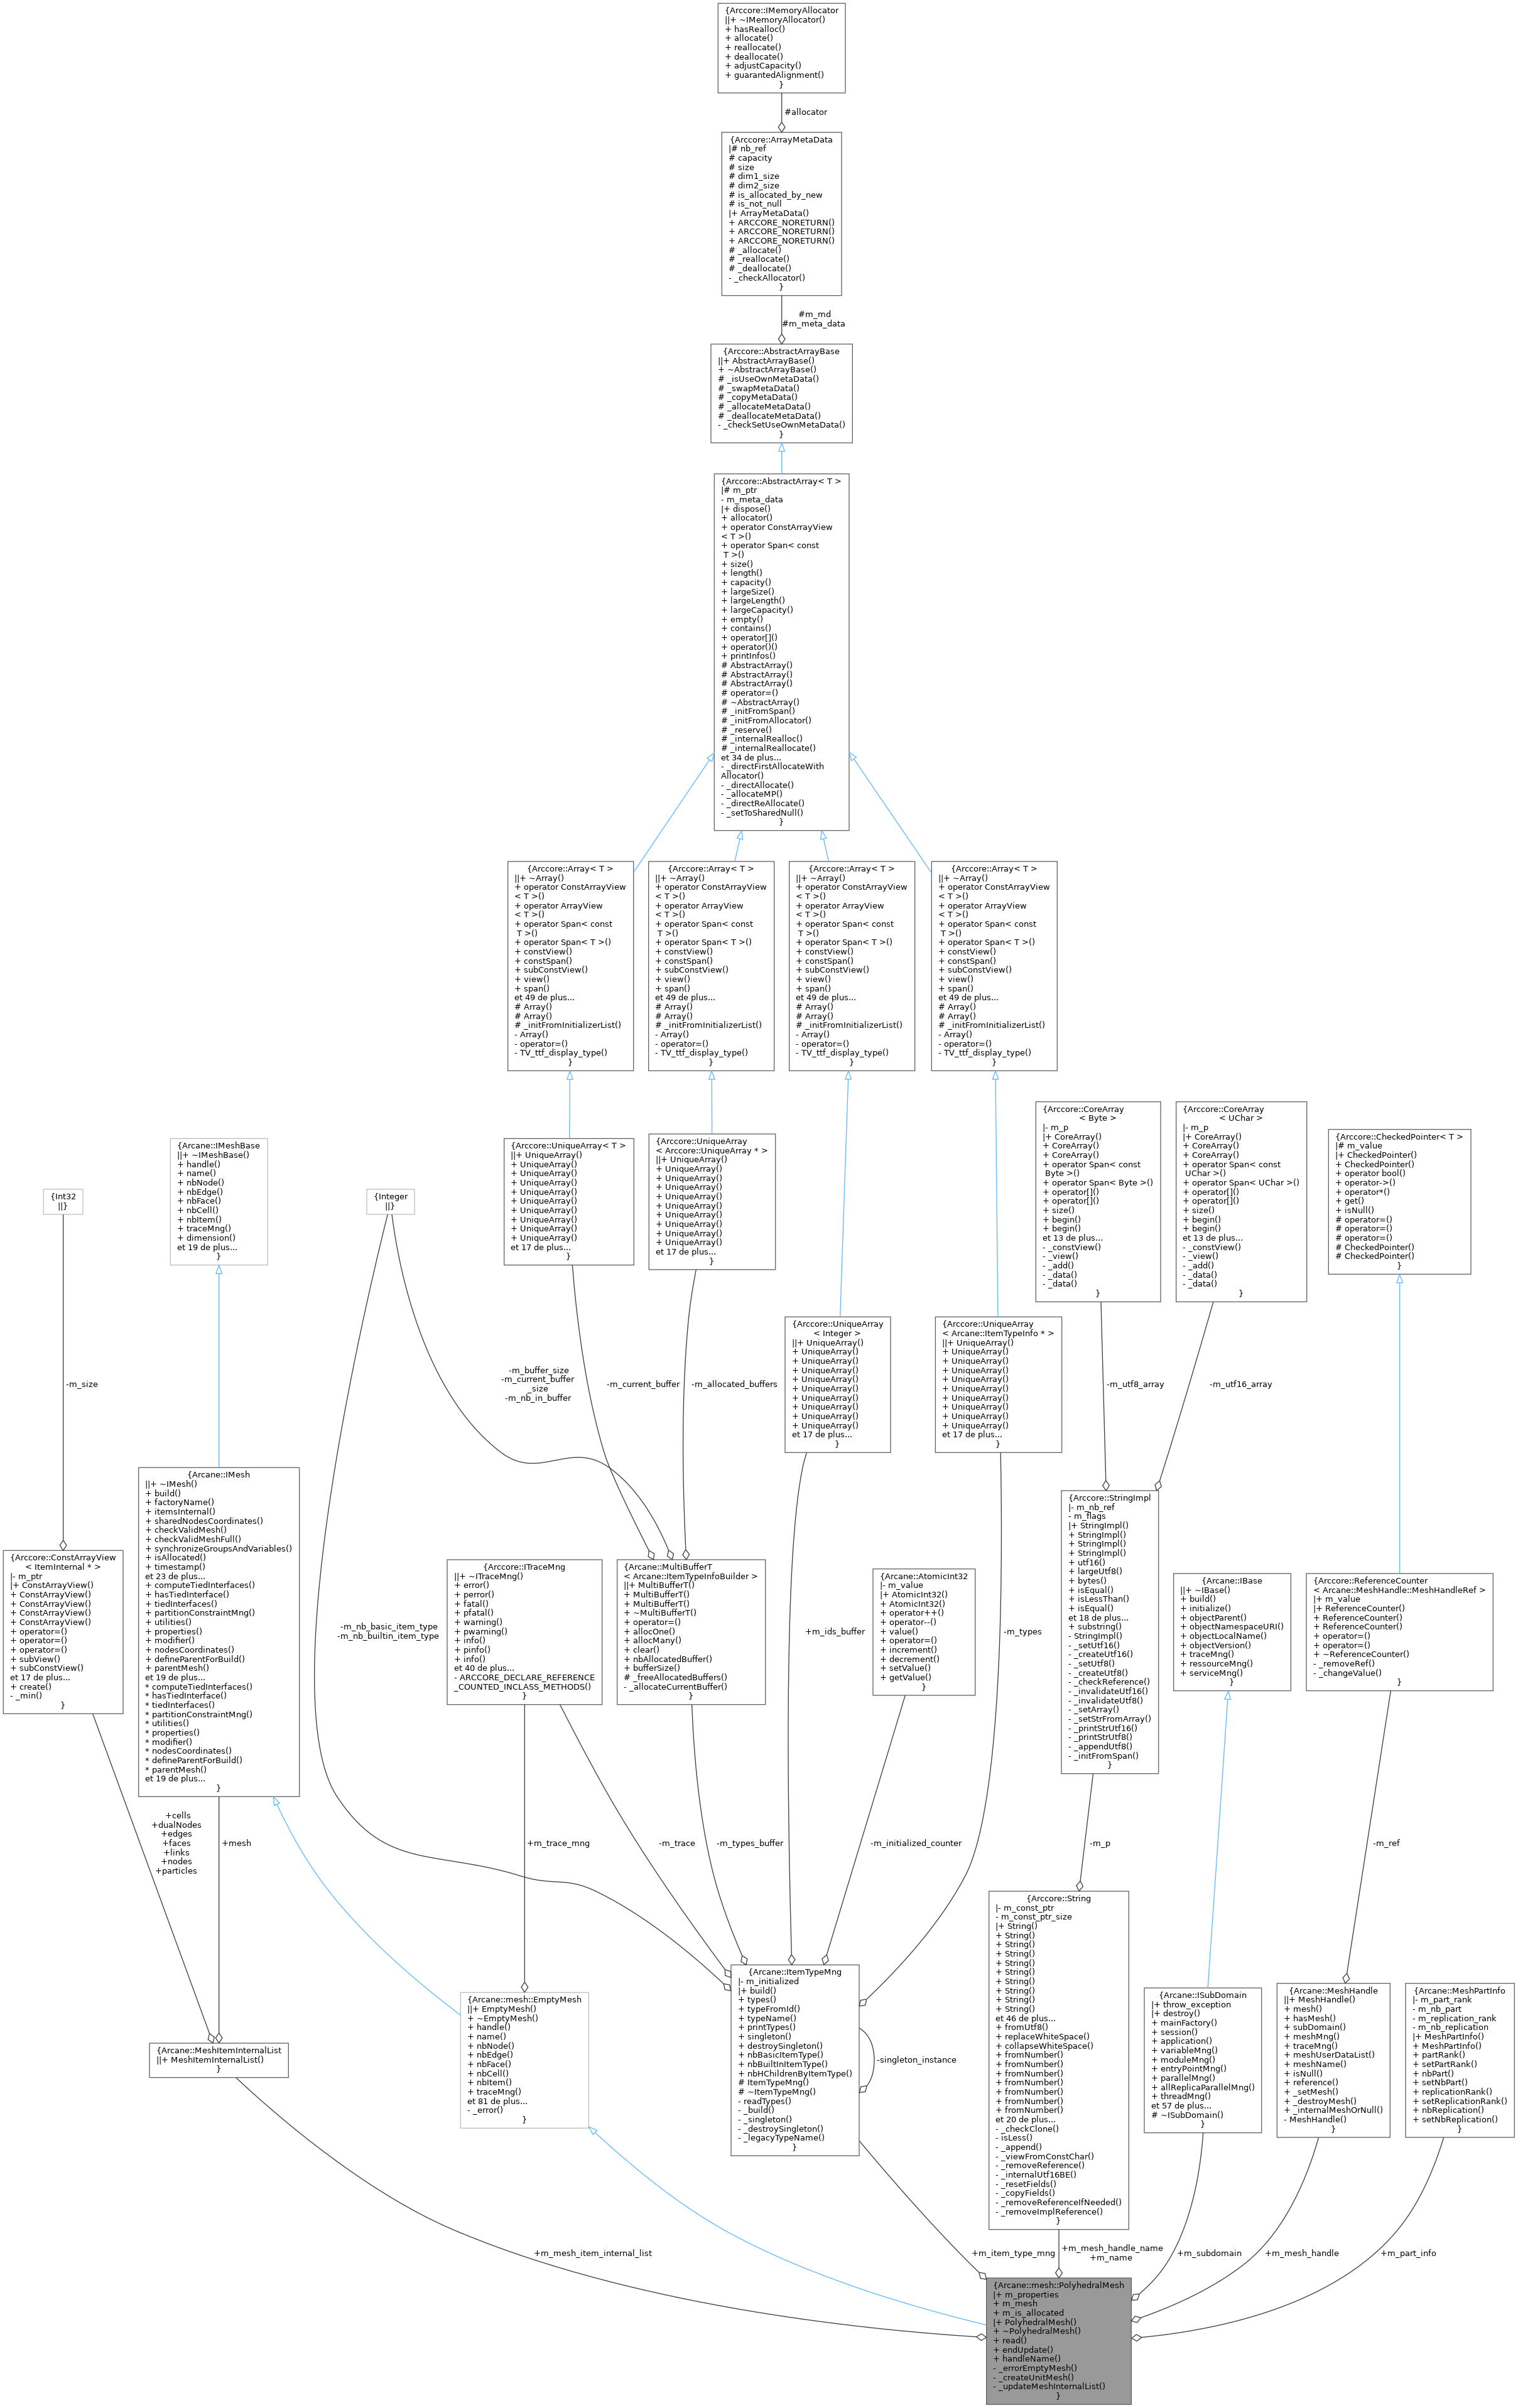 {Arccore::IMemoryAllocator
||+ ~IMemoryAllocator()
+ hasRealloc()
+ allocate()
+ reallocate()
+ deallocate()
+ adjustCapacity()
+ guarantedAlignment()
}
#allocator
{Arccore::ArrayMetaData
|# nb_ref
# capacity
# size
# dim1_size
# dim2_size
# is_allocated_by_new
# is_not_null
|+ ArrayMetaData()
+ ARCCORE_NORETURN()
+ ARCCORE_NORETURN()
+ ARCCORE_NORETURN()
# _allocate()
# _reallocate()
# _deallocate()
- _checkAllocator()
}
#m_md
#m_meta_data
{Arccore::AbstractArrayBase
||+ AbstractArrayBase()
+ ~AbstractArrayBase()
# _isUseOwnMetaData()
# _swapMetaData()
# _copyMetaData()
# _allocateMetaData()
# _deallocateMetaData()
- _checkSetUseOwnMetaData()
}
{Arccore::AbstractArray< T >
|# m_ptr
- m_meta_data
|+ dispose()
+ allocator()
+ operator ConstArrayView
< T >()
+ operator Span< const
T >()
+ size()
+ length()
+ capacity()
+ largeSize()
+ largeLength()
+ largeCapacity()
+ empty()
+ contains()
+ operator[]()
+ operator()()
+ printInfos()
# AbstractArray()
# AbstractArray()
# AbstractArray()
# operator=()
# ~AbstractArray()
# _initFromSpan()
# _initFromAllocator()
# _reserve()
# _internalRealloc()
# _internalReallocate()
et 34 de plus...
- _directFirstAllocateWith
Allocator()
- _directAllocate()
- _allocateMP()
- _directReAllocate()
- _setToSharedNull()
}
{Arccore::Array< T >
||+ ~Array()
+ operator ConstArrayView
< T >()
+ operator ArrayView
< T >()
+ operator Span< const
T >()
+ operator Span< T >()
+ constView()
+ constSpan()
+ subConstView()
+ view()
+ span()
et 49 de plus...
# Array()
# Array()
# _initFromInitializerList()
- Array()
- operator=()
- TV_ttf_display_type()
}
{Arccore::Array< T >
||+ ~Array()
+ operator ConstArrayView
< T >()
+ operator ArrayView
< T >()
+ operator Span< const
T >()
+ operator Span< T >()
+ constView()
+ constSpan()
+ subConstView()
+ view()
+ span()
et 49 de plus...
# Array()
# Array()
# _initFromInitializerList()
- Array()
- operator=()
- TV_ttf_display_type()
}
{Arccore::Array< T >
||+ ~Array()
+ operator ConstArrayView
< T >()
+ operator ArrayView
< T >()
+ operator Span< const
T >()
+ operator Span< T >()
+ constView()
+ constSpan()
+ subConstView()
+ view()
+ span()
et 49 de plus...
# Array()
# Array()
# _initFromInitializerList()
- Array()
- operator=()
- TV_ttf_display_type()
}
{Arccore::Array< T >
||+ ~Array()
+ operator ConstArrayView
< T >()
+ operator ArrayView
< T >()
+ operator Span< const
T >()
+ operator Span< T >()
+ constView()
+ constSpan()
+ subConstView()
+ view()
+ span()
et 49 de plus...
# Array()
# Array()
# _initFromInitializerList()
- Array()
- operator=()
- TV_ttf_display_type()
}
{Int32
||}
{Arcane::IMeshBase
||+ ~IMeshBase()
+ handle()
+ name()
+ nbNode()
+ nbEdge()
+ nbFace()
+ nbCell()
+ nbItem()
+ traceMng()
+ dimension()
et 19 de plus...
}
{Integer
||}
{Arccore::UniqueArray< T >
||+ UniqueArray()
+ UniqueArray()
+ UniqueArray()
+ UniqueArray()
+ UniqueArray()
+ UniqueArray()
+ UniqueArray()
+ UniqueArray()
+ UniqueArray()
+ UniqueArray()
et 17 de plus...
}
{Arccore::UniqueArray
< Arccore::UniqueArray * >
||+ UniqueArray()
+ UniqueArray()
+ UniqueArray()
+ UniqueArray()
+ UniqueArray()
+ UniqueArray()
+ UniqueArray()
+ UniqueArray()
+ UniqueArray()
+ UniqueArray()
et 17 de plus...
}
{Arccore::UniqueArray
< Integer >
||+ UniqueArray()
+ UniqueArray()
+ UniqueArray()
+ UniqueArray()
+ UniqueArray()
+ UniqueArray()
+ UniqueArray()
+ UniqueArray()
+ UniqueArray()
+ UniqueArray()
et 17 de plus...
}
{Arccore::UniqueArray
< Arcane::ItemTypeInfo * >
||+ UniqueArray()
+ UniqueArray()
+ UniqueArray()
+ UniqueArray()
+ UniqueArray()
+ UniqueArray()
+ UniqueArray()
+ UniqueArray()
+ UniqueArray()
+ UniqueArray()
et 17 de plus...
}
{Arccore::CoreArray
< Byte >
|- m_p
|+ CoreArray()
+ CoreArray()
+ CoreArray()
+ operator Span< const
Byte >()
+ operator Span< Byte >()
+ operator[]()
+ operator[]()
+ size()
+ begin()
+ begin()
et 13 de plus...
- _constView()
- _view()
- _add()
- _data()
- _data()
}
{Arccore::CoreArray
< UChar >
|- m_p
|+ CoreArray()
+ CoreArray()
+ CoreArray()
+ operator Span< const
UChar >()
+ operator Span< UChar >()
+ operator[]()
+ operator[]()
+ size()
+ begin()
+ begin()
et 13 de plus...
- _constView()
- _view()
- _add()
- _data()
- _data()
}
{Arccore::CheckedPointer< T >
|# m_value
|+ CheckedPointer()
+ CheckedPointer()
+ operator bool()
+ operator->()
+ operator*()
+ get()
+ isNull()
# operator=()
# operator=()
# operator=()
# CheckedPointer()
# CheckedPointer()
}
-m_size
-m_buffer_size
-m_current_buffer
_size
-m_nb_in_buffer
-m_current_buffer
-m_allocated_buffers
-m_utf8_array
-m_utf16_array
{Arccore::ConstArrayView
< ItemInternal * >
|- m_ptr
|+ ConstArrayView()
+ ConstArrayView()
+ ConstArrayView()
+ ConstArrayView()
+ ConstArrayView()
+ operator=()
+ operator=()
+ operator=()
+ subView()
+ subConstView()
et 17 de plus...
+ create()
- _min()
}
{Arcane::IMesh
||+ ~IMesh()
+ build()
+ factoryName()
+ itemsInternal()
+ sharedNodesCoordinates()
+ checkValidMesh()
+ checkValidMeshFull()
+ synchronizeGroupsAndVariables()
+ isAllocated()
+ timestamp()
et 23 de plus...
+ computeTiedInterfaces()
+ hasTiedInterface()
+ tiedInterfaces()
+ partitionConstraintMng()
+ utilities()
+ properties()
+ modifier()
+ nodesCoordinates()
+ defineParentForBuild()
+ parentMesh()
et 19 de plus...
* computeTiedInterfaces()
* hasTiedInterface()
* tiedInterfaces()
* partitionConstraintMng()
* utilities()
* properties()
* modifier()
* nodesCoordinates()
* defineParentForBuild()
* parentMesh()
et 19 de plus...
}
-m_nb_basic_item_type
-m_nb_builtin_item_type
{Arccore::ITraceMng
||+ ~ITraceMng()
+ error()
+ perror()
+ fatal()
+ pfatal()
+ warning()
+ pwarning()
+ info()
+ pinfo()
+ info()
et 40 de plus...
- ARCCORE_DECLARE_REFERENCE
_COUNTED_INCLASS_METHODS()
}
{Arcane::MultiBufferT
< Arcane::ItemTypeInfoBuilder >
||+ MultiBufferT()
+ MultiBufferT()
+ MultiBufferT()
+ ~MultiBufferT()
+ operator=()
+ allocOne()
+ allocMany()
+ clear()
+ nbAllocatedBuffer()
+ bufferSize()
# _freeAllocatedBuffers()
- _allocateCurrentBuffer()
}
+m_ids_buffer
{Arcane::AtomicInt32
|- m_value
|+ AtomicInt32()
+ AtomicInt32()
+ operator++()
+ operator--()
+ value()
+ operator=()
+ increment()
+ decrement()
+ setValue()
+ getValue()
}
-m_types
{Arccore::StringImpl
|- m_nb_ref
- m_flags
|+ StringImpl()
+ StringImpl()
+ StringImpl()
+ StringImpl()
+ utf16()
+ largeUtf8()
+ bytes()
+ isEqual()
+ isLessThan()
+ isEqual()
et 18 de plus...
+ substring()
- StringImpl()
- _setUtf16()
- _createUtf16()
- _setUtf8()
- _createUtf8()
- _checkReference()
- _invalidateUtf16()
- _invalidateUtf8()
- _setArray()
- _setStrFromArray()
- _printStrUtf16()
- _printStrUtf8()
- _appendUtf8()
- _initFromSpan()
}
{Arcane::IBase
||+ ~IBase()
+ build()
+ initialize()
+ objectParent()
+ objectNamespaceURI()
+ objectLocalName()
+ objectVersion()
+ traceMng()
+ ressourceMng()
+ serviceMng()
}
{Arccore::ReferenceCounter
< Arcane::MeshHandle::MeshHandleRef >
|+ m_value
|+ ReferenceCounter()
+ ReferenceCounter()
+ ReferenceCounter()
+ operator=()
+ operator=()
+ ~ReferenceCounter()
- _removeRef()
- _changeValue()
}
+cells
+dualNodes
+edges
+faces
+links
+nodes
+particles
+mesh
+m_trace_mng
-m_trace
-m_types_buffer
-m_initialized_counter
-m_p
-m_ref
{Arcane::MeshItemInternalList
||+ MeshItemInternalList()
}
{Arcane::mesh::EmptyMesh
||+ EmptyMesh()
+ ~EmptyMesh()
+ handle()
+ name()
+ nbNode()
+ nbEdge()
+ nbFace()
+ nbCell()
+ nbItem()
+ traceMng()
et 81 de plus...
- _error()
}
{Arcane::ItemTypeMng
|- m_initialized
|+ build()
+ types()
+ typeFromId()
+ typeName()
+ printTypes()
+ singleton()
+ destroySingleton()
+ nbBasicItemType()
+ nbBuiltInItemType()
+ nbHChildrenByItemType()
# ItemTypeMng()
# ~ItemTypeMng()
- readTypes()
- _build()
- _singleton()
- _destroySingleton()
- _legacyTypeName()
}
-singleton_instance
{Arccore::String
|- m_const_ptr
- m_const_ptr_size
|+ String()
+ String()
+ String()
+ String()
+ String()
+ String()
+ String()
+ String()
+ String()
+ String()
et 46 de plus...
+ fromUtf8()
+ replaceWhiteSpace()
+ collapseWhiteSpace()
+ fromNumber()
+ fromNumber()
+ fromNumber()
+ fromNumber()
+ fromNumber()
+ fromNumber()
+ fromNumber()
et 20 de plus...
- _checkClone()
- isLess()
- _append()
- _viewFromConstChar()
- _removeReference()
- _internalUtf16BE()
- _resetFields()
- _copyFields()
- _removeReferenceIfNeeded()
- _removeImplReference()
}
{Arcane::ISubDomain
|+ throw_exception
|+ destroy()
+ mainFactory()
+ session()
+ application()
+ variableMng()
+ moduleMng()
+ entryPointMng()
+ parallelMng()
+ allReplicaParallelMng()
+ threadMng()
et 57 de plus...
# ~ISubDomain()
}
{Arcane::MeshHandle
||+ MeshHandle()
+ mesh()
+ hasMesh()
+ subDomain()
+ meshMng()
+ traceMng()
+ meshUserDataList()
+ meshName()
+ isNull()
+ reference()
+ _setMesh()
+ _destroyMesh()
+ _internalMeshOrNull()
- MeshHandle()
}
{Arcane::MeshPartInfo
|- m_part_rank
- m_nb_part
- m_replication_rank
- m_nb_replication
|+ MeshPartInfo()
+ MeshPartInfo()
+ partRank()
+ setPartRank()
+ nbPart()
+ setNbPart()
+ replicationRank()
+ setReplicationRank()
+ nbReplication()
+ setNbReplication()
}
+m_mesh_item_internal_list
+m_item_type_mng
+m_mesh_handle_name
+m_name
+m_subdomain
+m_mesh_handle
+m_part_info
{Arcane::mesh::PolyhedralMesh
|+ m_properties
+ m_mesh
+ m_is_allocated
|+ PolyhedralMesh()
+ ~PolyhedralMesh()
+ read()
+ endUpdate()
+ handleName()
- _errorEmptyMesh()
- _createUnitMesh()
- _updateMeshInternalList()
}